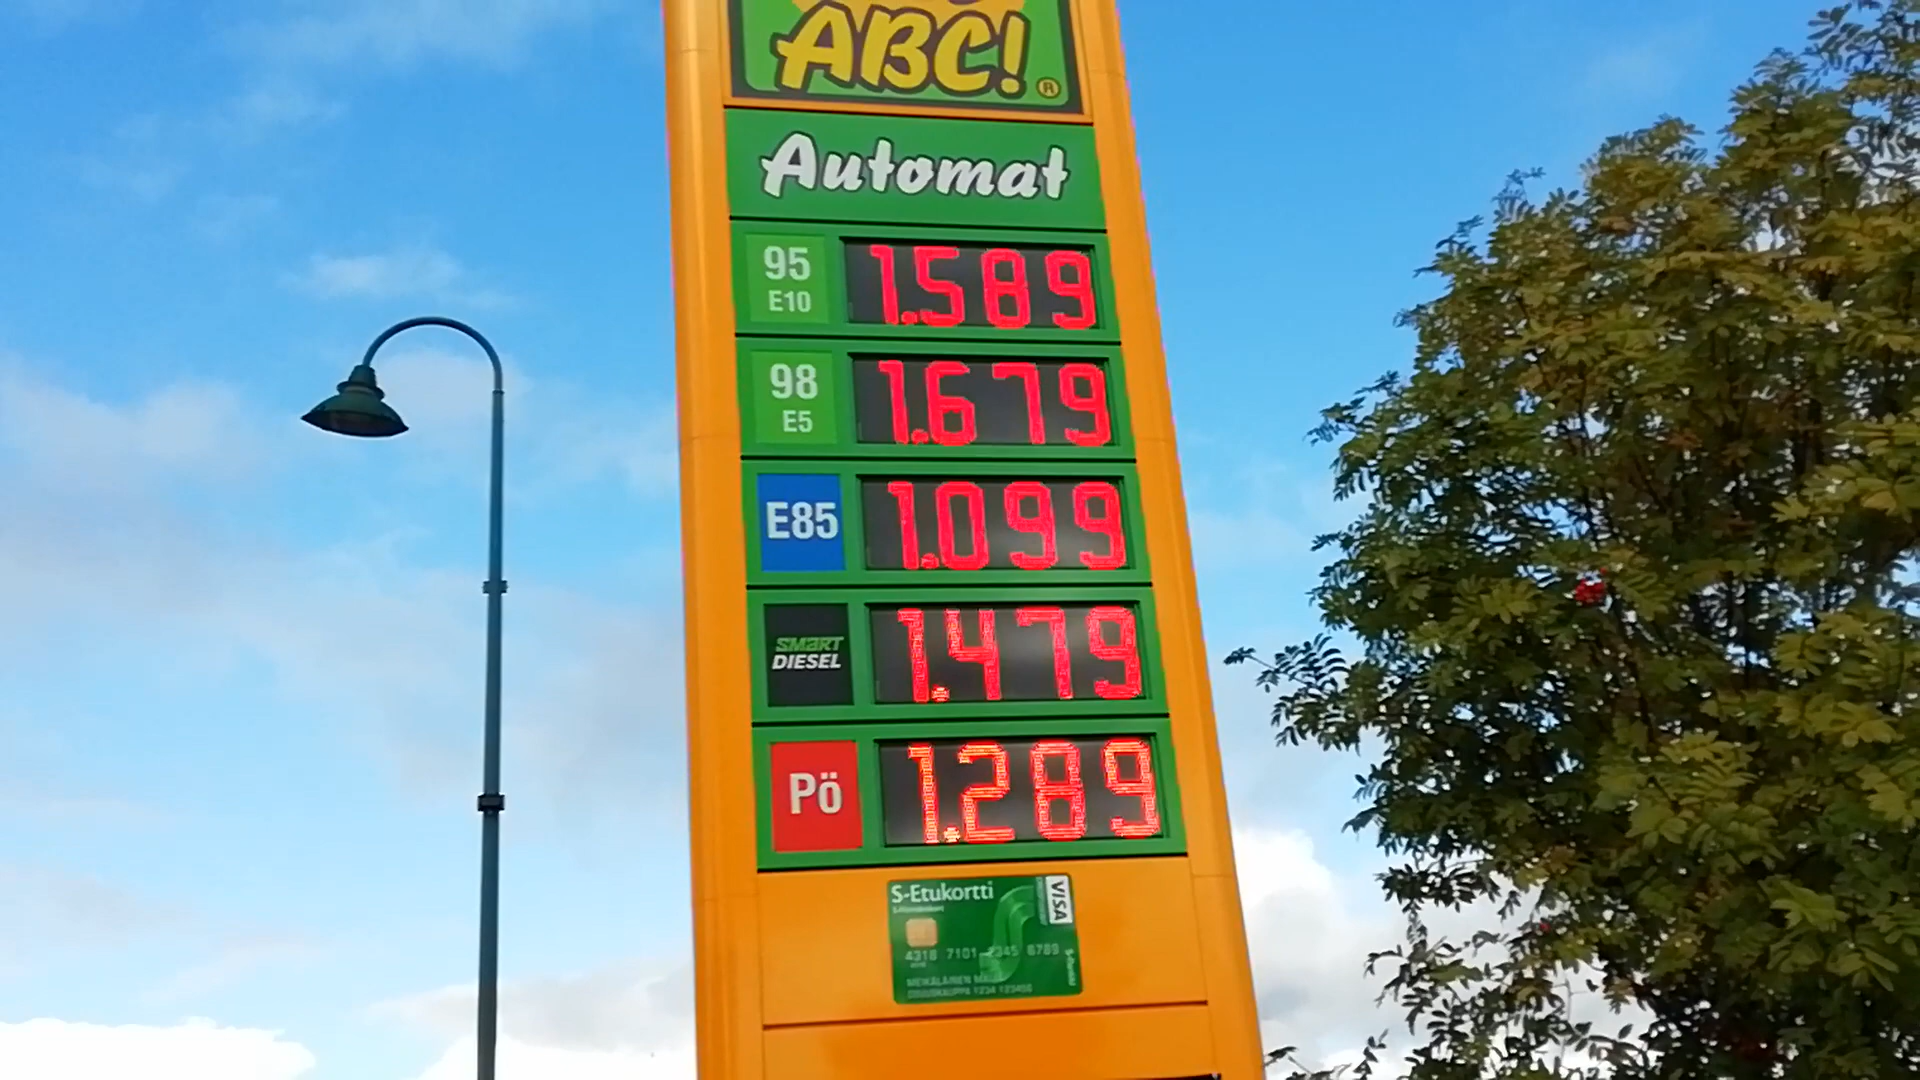 ABC!
®
Automat
95
E10
1.589
98
E5
1.679
E85
1.099
SMART
DIESEL
1.479
Pö
1.289
S-Etukortti
VISA
4318 7101 2345 6789
MEIKÄLÄINEN